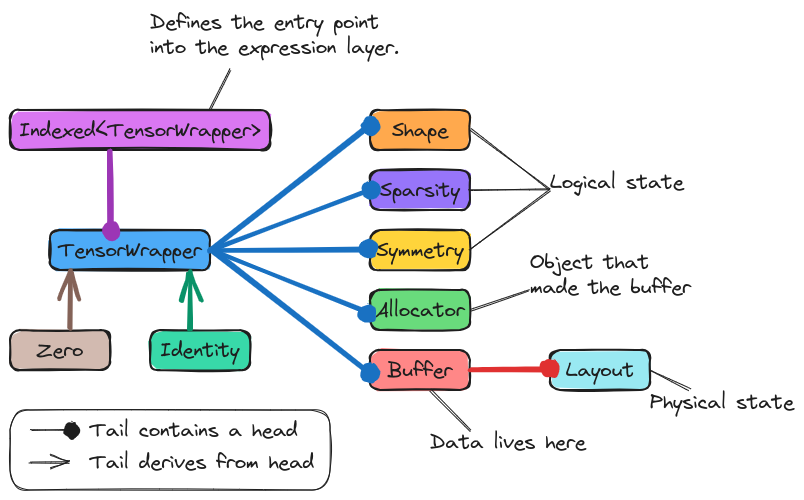 Defines the entry point
into the expression layer.
Indexed<TensorWrapper>
Shape
Sparsity
Logical state
TensorWrapper
Symmetry
Object that
made the buffer
Allocator
Zero
Identity
Buffer
Layout
Physical state
Data lives here
Tail contains a head
Tail derives from head